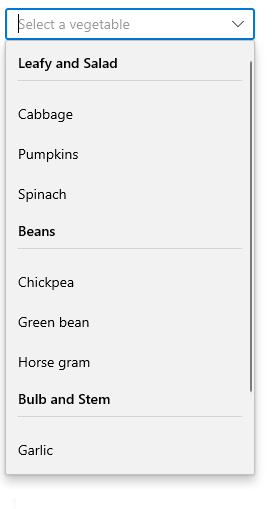 Select a vegetable
Leafy and Salad
Cabbage
Pumpkins
Spinach
Beans
Chickpea
Green bean
Horse gram
Bulb and Stem
Garlic